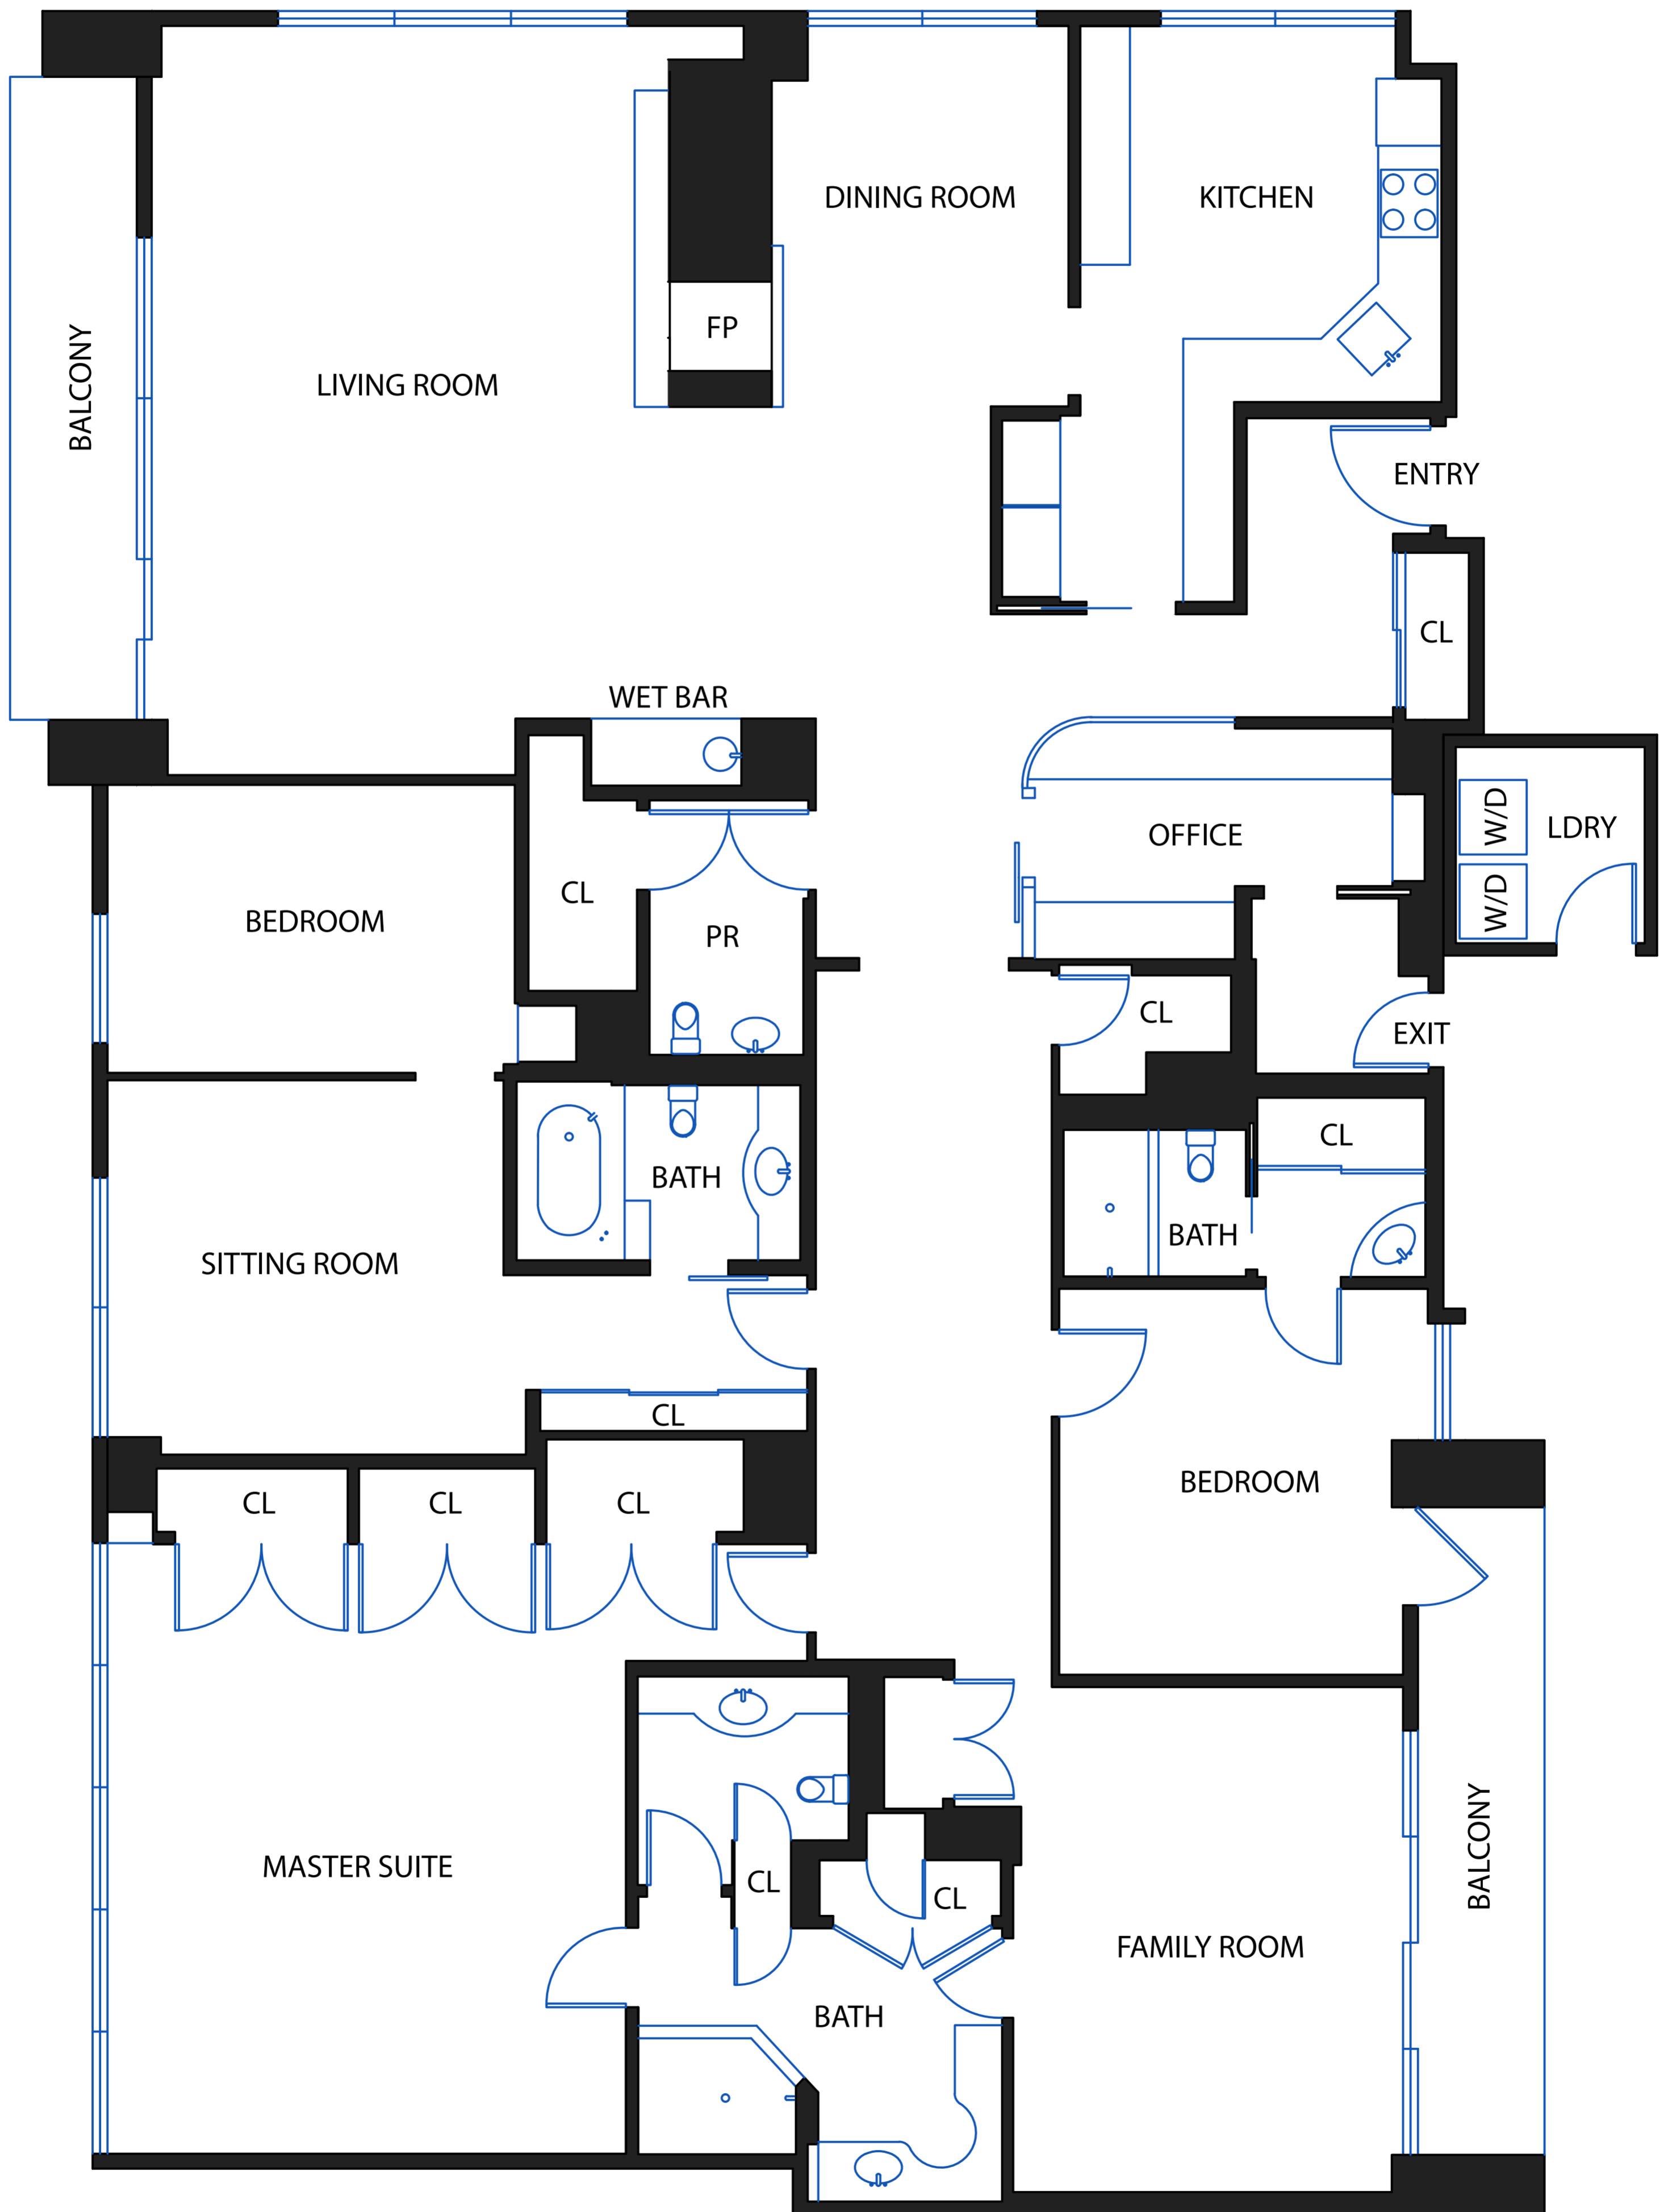 DINING ROOM
KITCHEN
FP
LIVING ROOM
BALCONY
ENTRY
CL
WET BAR
OFFICE
W/D
LDRY
W/D
CL
BEDROOM
PR
CL
EXIT
CL
BATH
BATH
SITTING ROOM
CL
BEDROOM
CL
CL
CL
BALCONY
MASTER SUITE
CL
CL
FAMILY ROOM
BATH